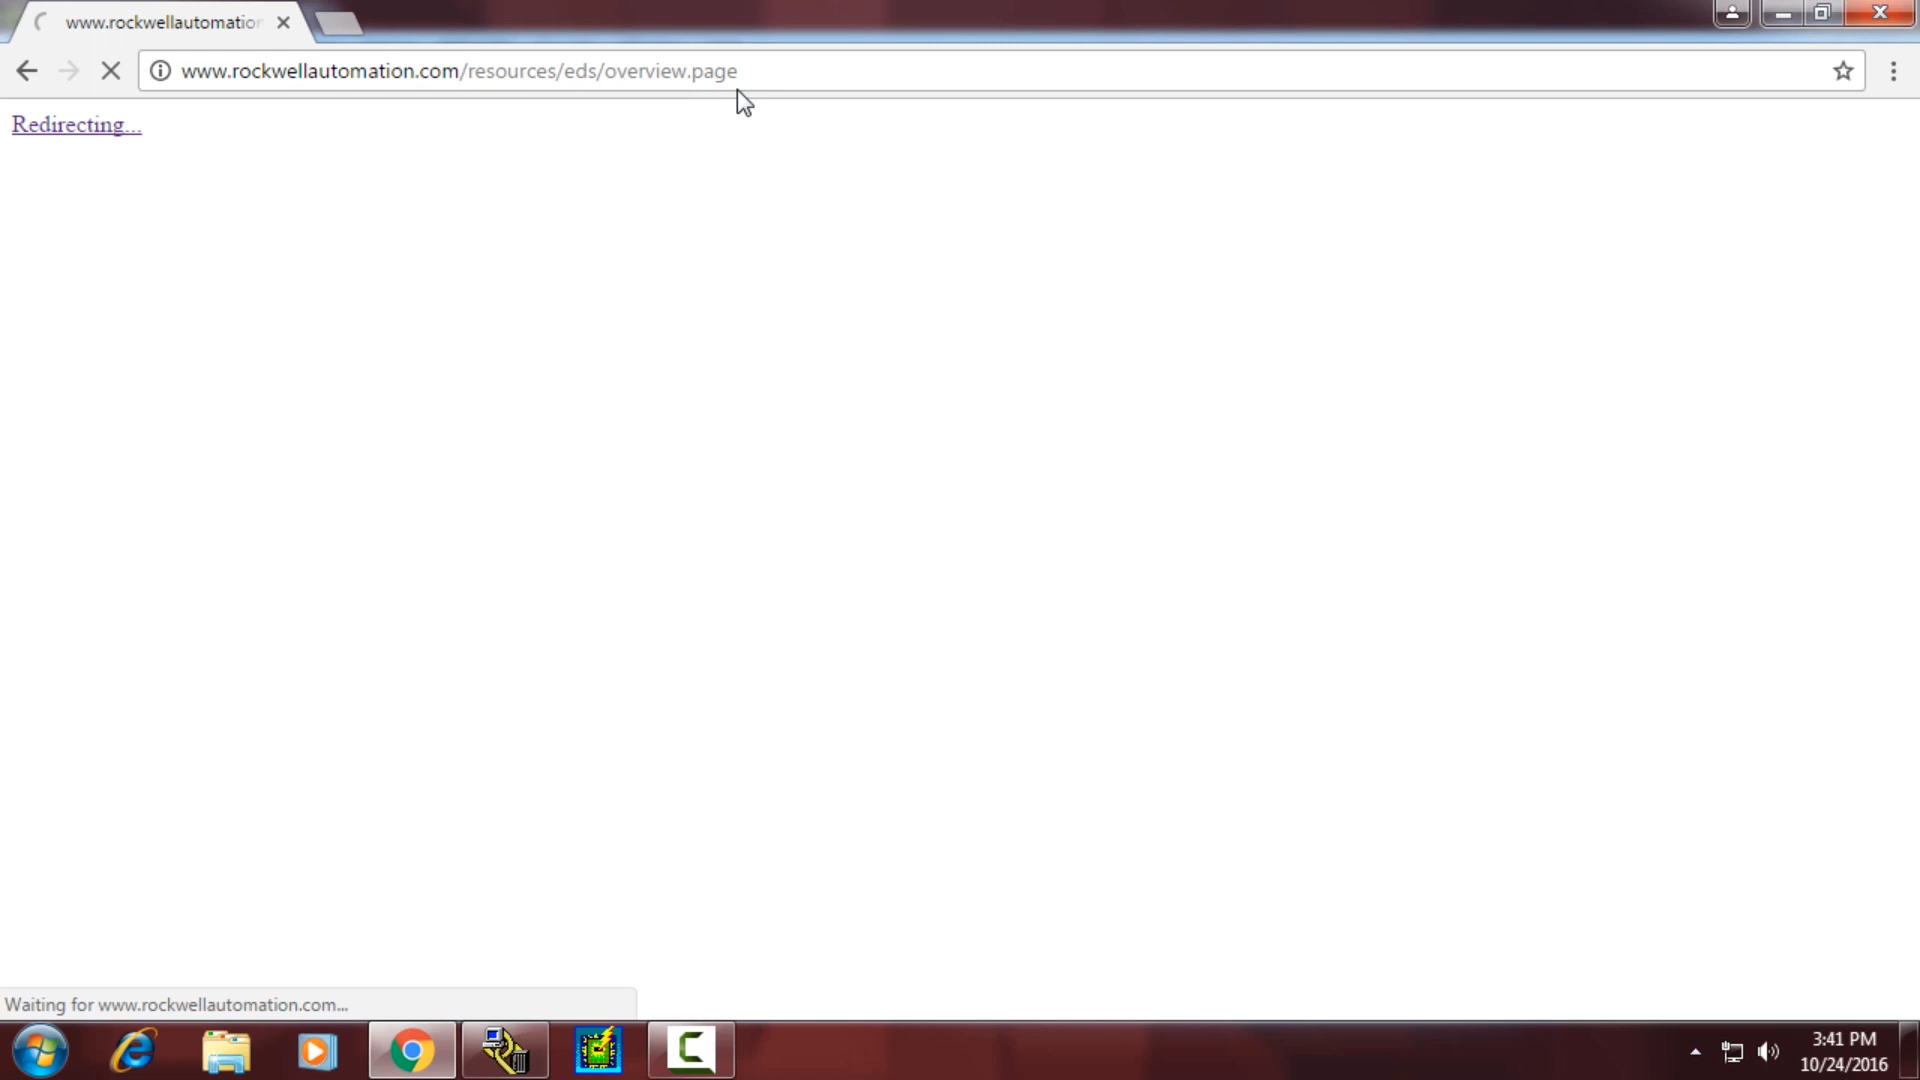 www.rockwellautomation
www.rockwellautomation.com/resources/eds/overview.page
Redirecting...
Waiting for www.rockwellautomation.com...
3:41 PM
10/24/2016